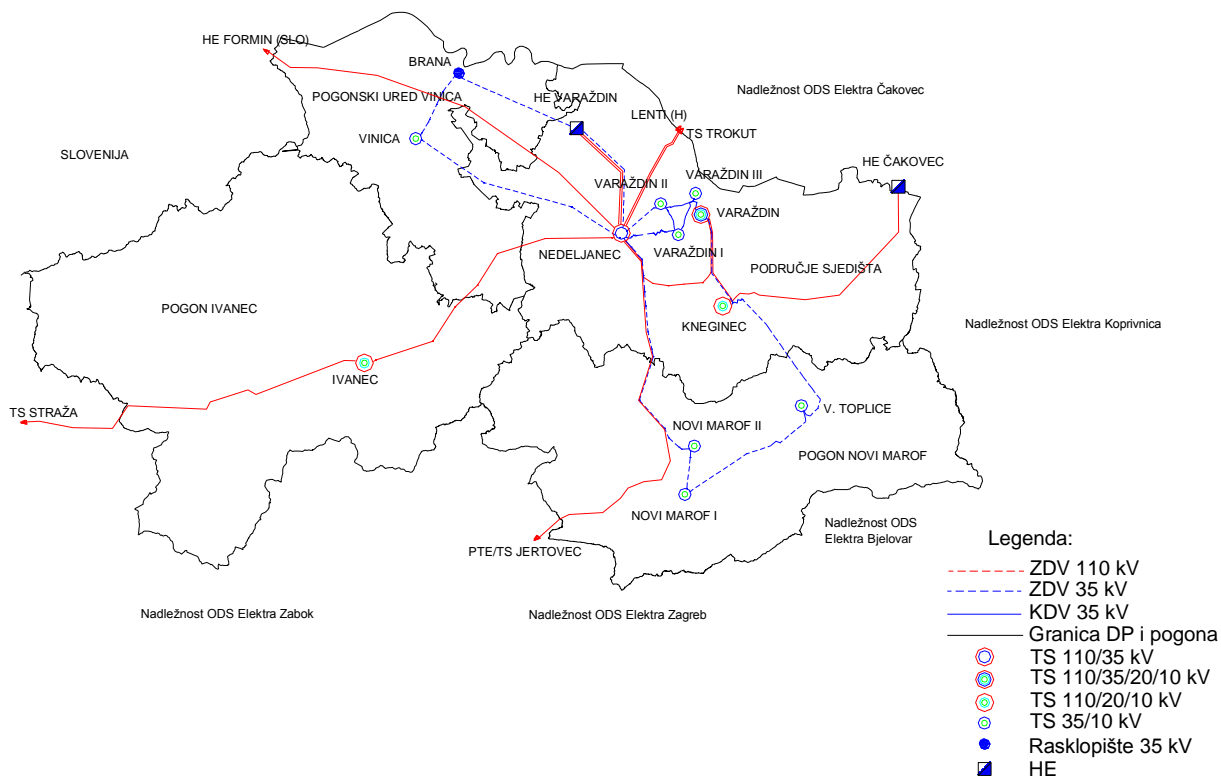 HE FORMIN (SLO)
BRANA
Nadležnost ODS Elektra Čakovec
POGONSKI URED VINICA
HE VARAŽDIN
LENTI (H)
TS TROKUT
VINICA
SLOVENIJA
HE ČAKOVEC
VARAŽDIN III
VARAŽDIN II
VARAŽDIN
VARAŽDIN I
NEDELJANEC
PODRUČJE SJEDIŠTA
POGON IVANEC
KNEGINEC
Nadležnost ODS Elektra Koprivnica
IVANEC
TS STRAŽA
V. TOPLICE
NOVI MAROF II
POGON NOVI MAROF
NOVI MAROF I
Nadležnost ODS
Elektra Bjelovar
PTE/TS JERTOVEC
Nadležnost ODS Elektra Zabok
Nadležnost ODS Elektra Zagreb
Legenda:
ZDV 110 kV
ZDV 35 kV
KDV 35 kV
Granica DP i pogona
TS 110/35 kV
TS 110/35/20/10 kV
TS 110/20/10 kV
TS 35/10 kV
Rasklopište 35 kV
HE